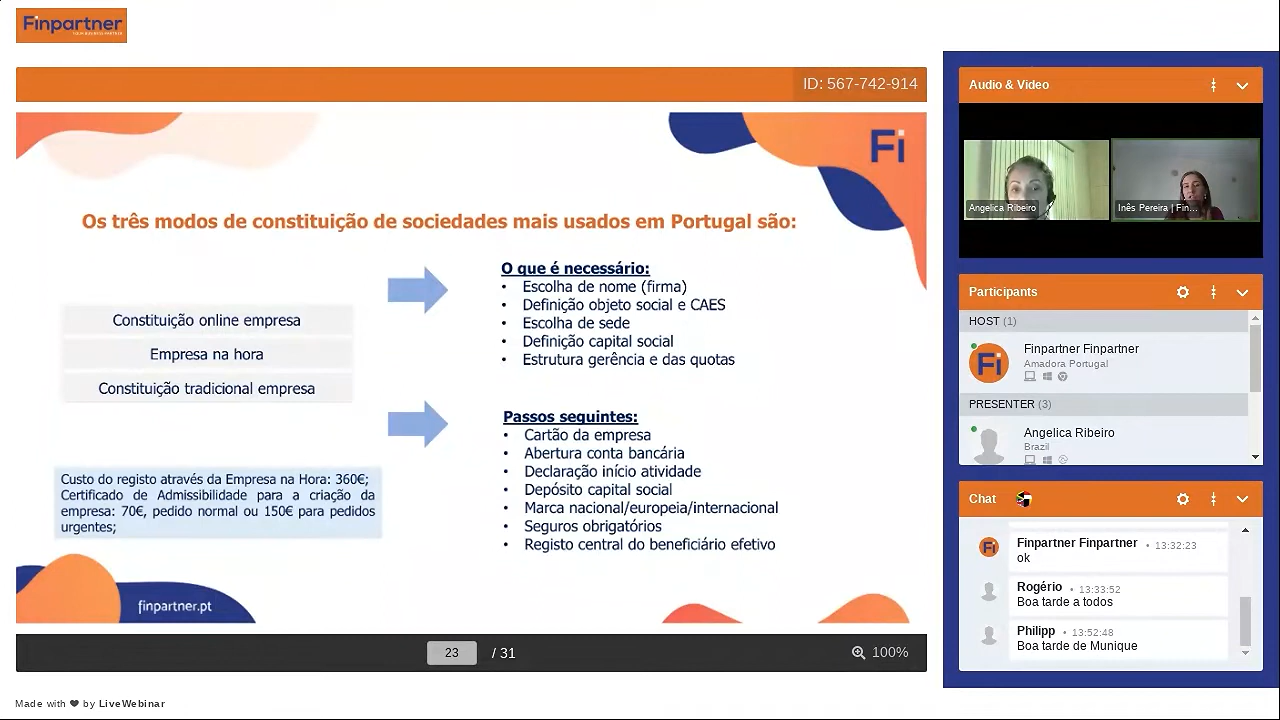 Finpartner
ID: 567-742-914
Fi
Os três modos de constituição de sociedades mais usados em Portugal são:
Constituição online empresa
Empresa na hora
Constituição tradicional empresa
Custo do registo através da Empresa na Hora: 360€;
Certificado de Admissibilidade para a criação da
empresa: 70€, pedido normal ou 150€ para pedidos
urgentes;
O que é necessário:
• Escolha de nome (firma)
• Definição objeto social e CAES
• Escolha de sede
• Definição capital social
• Estrutura gerência e das quotas
Passos seguintes:
• Cartão da empresa
• Abertura conta bancária
• Declaração início atividade
• Depósito capital social
• Marca nacional/europeia/internacional
• Seguros obrigatórios
• Registo central do beneficiário efetivo
finpartner.pt
23 / 31
100%
Made with ❤ by LiveWebinar
Audio & Video
Angelica Ribeiro
Inês Pereira | Fin...
Participants
HOST (1)
Fi
Finpartner Finpartner
Amadora Portugal
PRESENTER (3)
Angelica Ribeiro
Brazil
Chat
Fi
Finpartner Finpartner • 13:32:23
ok
Rogério • 13:33:52
Boa tarde a todos
Philipp • 13:52:48
Boa tarde de Munique